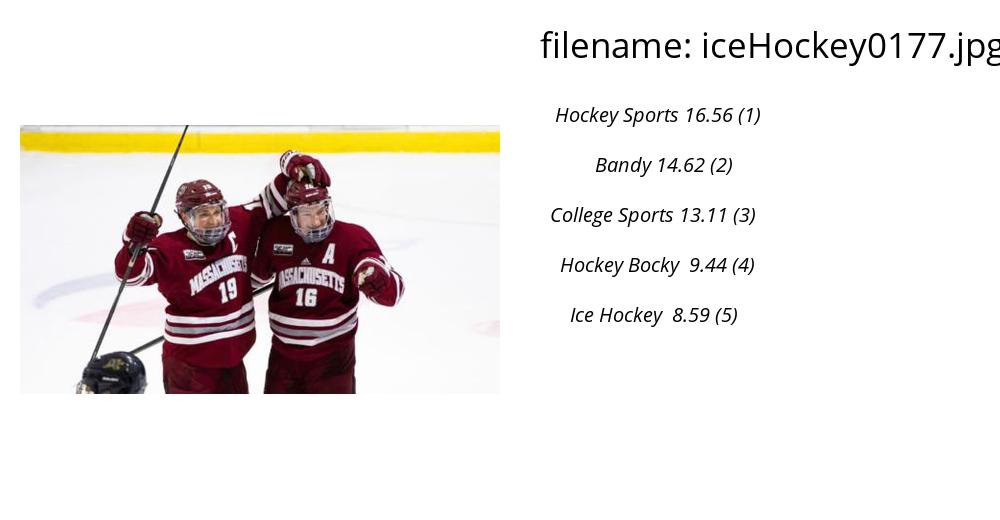 filename: iceHockey0177.jpg
Hockey Sports 16.56 (1)
Bandy 14.62 (2)
College Sports 13.11 (3)
Hockey Bocky 9.44 (4)
Ice Hockey 8.59 (5)
C
A
MASSACHUSETTS
19
MASSACHUSETTS
16